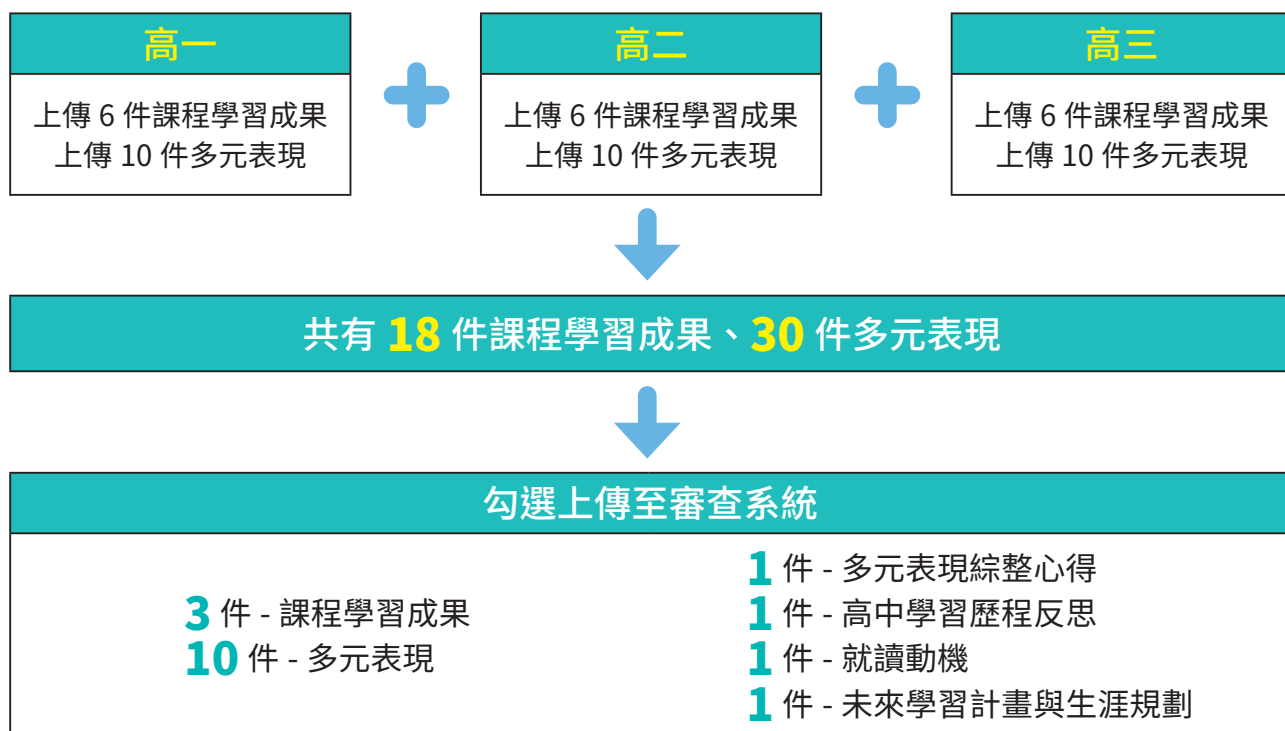 高一
上傳 6 件課程學習成果
上傳 10 件多元表現
高二
上傳 6 件課程學習成果
上傳 10 件多元表現
高三
上傳 6 件課程學習成果
上傳 10 件多元表現
共有 18 件課程學習成果、30 件多元表現
勾選上傳至審查系統
3 件 - 課程學習成果
10 件 - 多元表現
1 件 - 多元表現綜整心得
1 件 - 高中學習歷程反思
1 件 - 就讀動機
1 件 - 未來學習計畫與生涯規劃